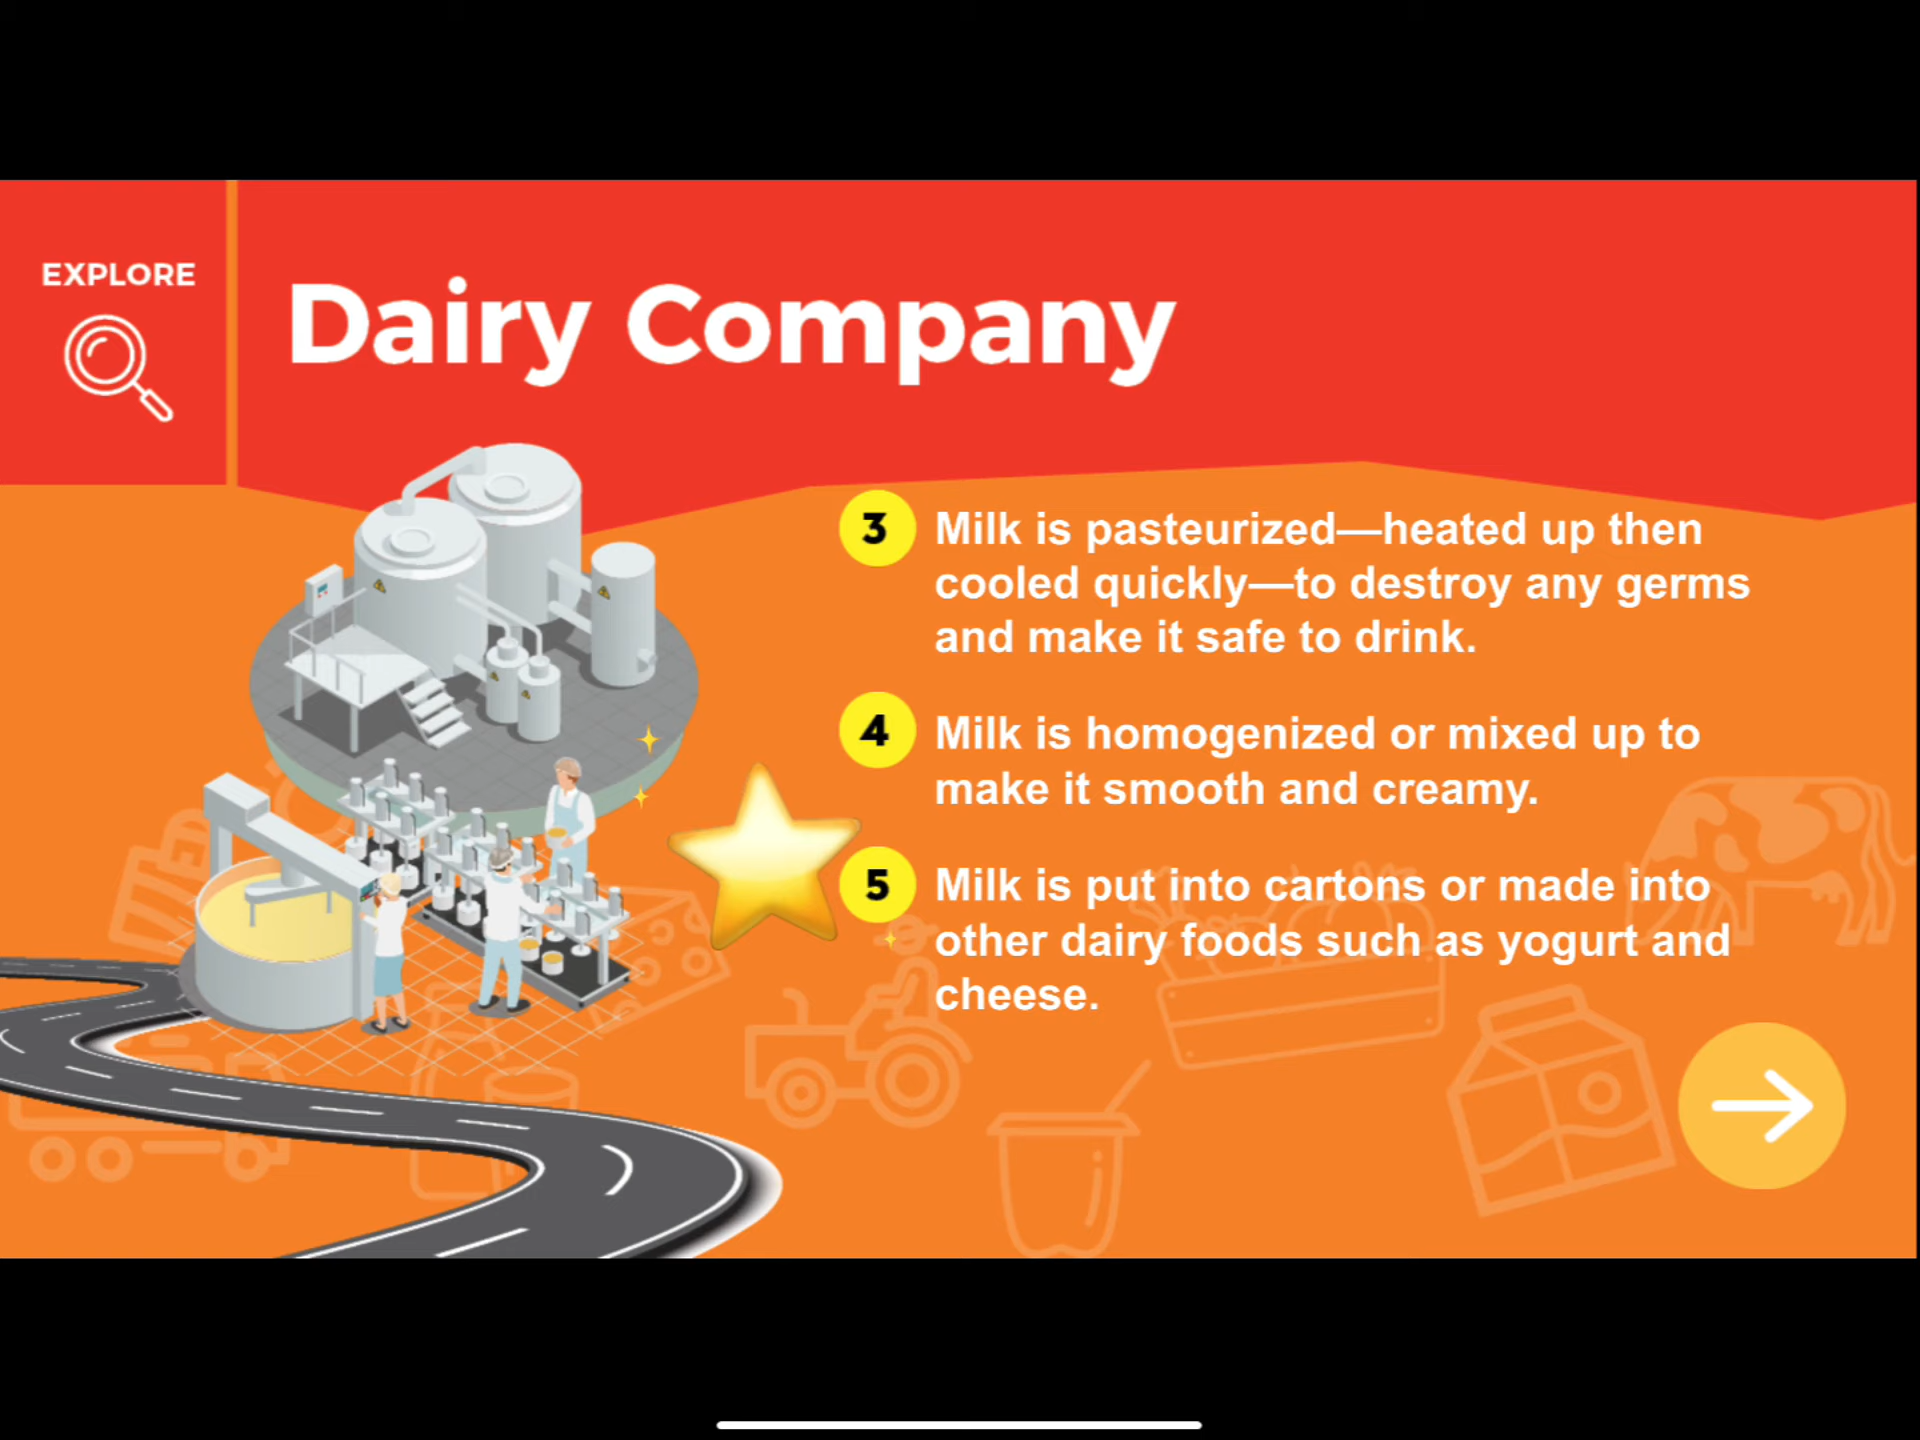 EXPLORE
Dairy Company
3 Milk is pasteurized—heated up then
cooled quickly—to destroy any germs
and make it safe to drink.
4 Milk is homogenized or mixed up to
make it smooth and creamy.
5 Milk is put into cartons or made into
other dairy foods such as yogurt and
cheese.